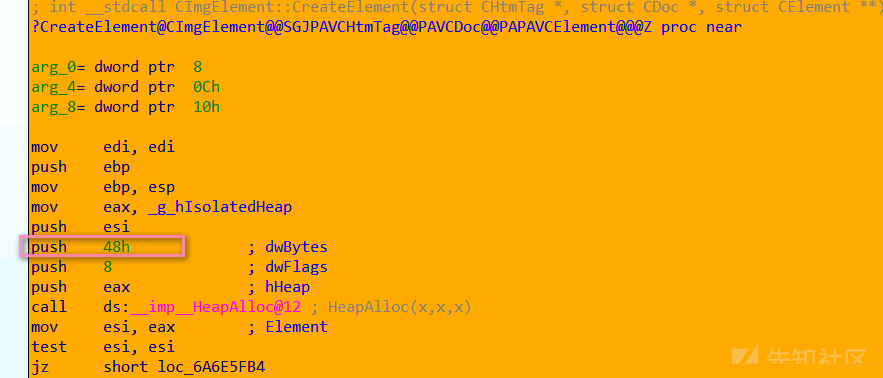 ; int __stdcall CImgElement::CreateElement(struct CHtmTag *, struct CDoc *, struct CElement **)
?CreateElement@CImgElement@@SGJPAVCHtmTag@@PAVCDoc@@PAPAVCElement@@@Z proc near
arg_0= dword ptr 8
arg_4= dword ptr 0Ch
arg_8= dword ptr 10h
mov edi, edi
push ebp
mov ebp, esp
mov eax, _g_hIsolatedHeap
push esi
push 48h ; dwBytes
push 8 ; dwFlags
push eax ; hHeap
call ds:__imp__HeapAlloc@12 ; HeapAlloc(x,x,x)
mov esi, eax ; Element
test esi, esi
jz short loc_6A6E5FB4
先知社区